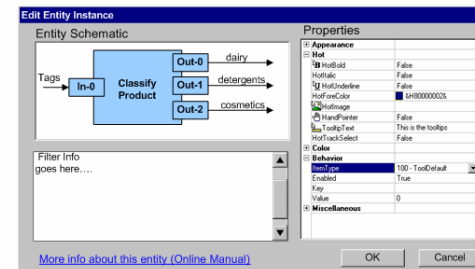 Edit Entity Instance
Entity Schematic
Tags
In-0
Classify
Product
Out-0
Out-1
Out-2
dairy
detergents
cosmetics
Filter Info
goes here....
More info about this entity (Online Manual)
Properties
Appearance
Hot
HotBold False
HotItalic False
HotUnderline False
HotForeColor &H80000002&
HotImage
HandPointer False
TooltipText This is the tooltips
HotTrackSelect False
Color
Behavior
ItemType 100 - ToolDefault
Enabled True
Key
Value 0
Miscellaneous
OK
Cancel